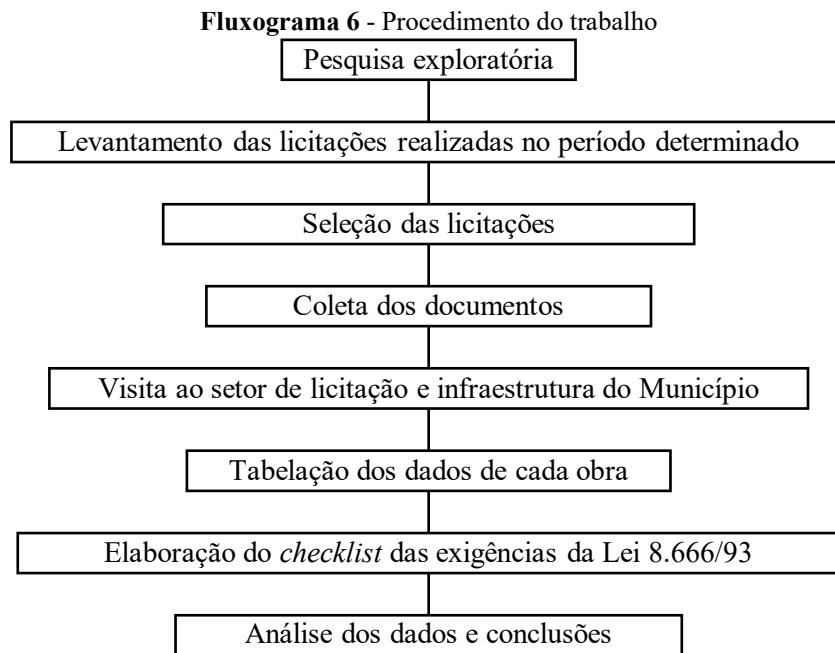 Fluxograma 6 - Procedimento do trabalho
Pesquisa exploratória
Levantamento das licitações realizadas no período determinado
Seleção das licitações
Coleta dos documentos
Visita ao setor de licitação e infraestrutura do Município
Tabelação dos dados de cada obra
Elaboração do checklist das exigências da Lei 8.666/93
Análise dos dados e conclusões